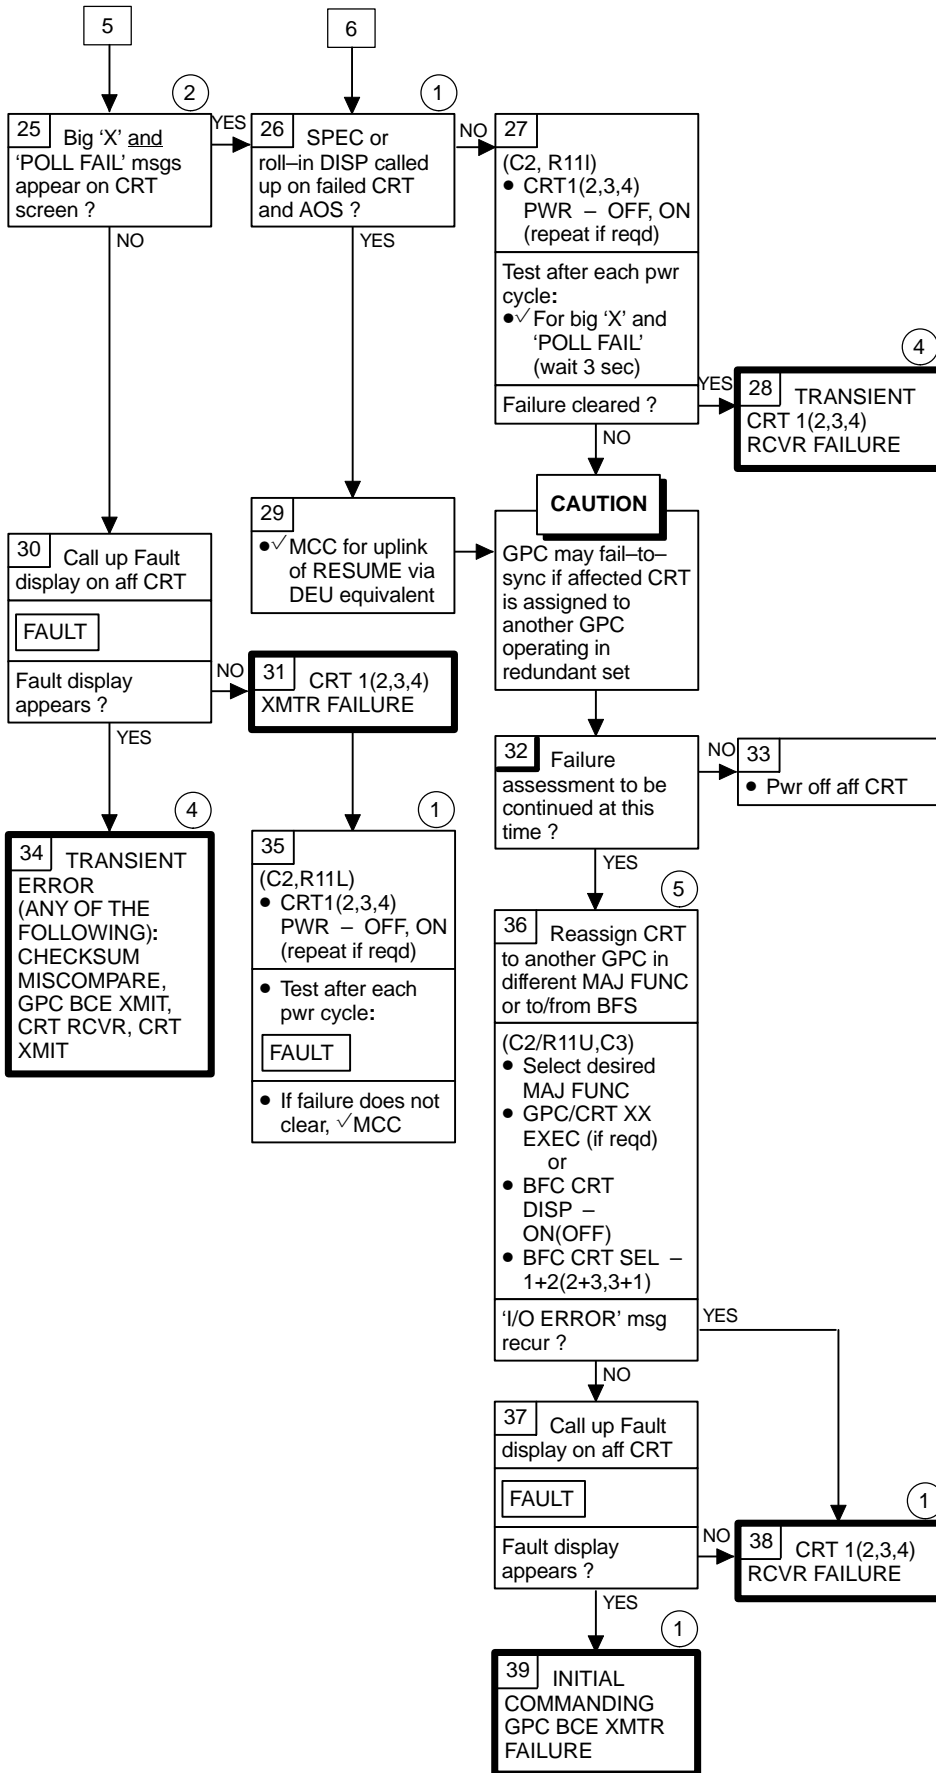 5
6
2
25 Big ‘X’ and
‘POLL FAIL’ msgs
appear on CRT
screen ?
YES
NO
1
26 SPEC or
roll–in DISP called
up on failed CRT
and AOS ?
NO
YES
27
(C2, R11l)
• CRT1(2,3,4)
PWR – OFF, ON
(repeat if reqd)
Test after each pwr
cycle:
•√For big ‘X’ and
‘POLL FAIL’
(wait 3 sec)
Failure cleared ?
YES
NO
4
28 TRANSIENT
CRT 1(2,3,4)
RCVR FAILURE
29
•√MCC for uplink
of RESUME via
DEU equivalent
CAUTION
GPC may fail–to–
sync if affected CRT
is assigned to
another GPC
operating in
redundant set
30 Call up Fault
display on aff CRT
FAULT
Fault display
appears ?
NO
YES
31 CRT 1(2,3,4)
XMTR FAILURE
32 Failure
assessment to be
continued at this
time ?
NO
YES
33
• Pwr off aff CRT
4
34 TRANSIENT
ERROR
(ANY OF THE
FOLLOWING):
CHECKSUM
MISCOMPARE,
GPC BCE XMIT,
CRT RCVR, CRT
XMIT
1
35
(C2,R11L)
• CRT1(2,3,4)
PWR – OFF, ON
(repeat if reqd)
• Test after each
pwr cycle:
FAULT
• If failure does not
clear, √MCC
5
36 Reassign CRT
to another GPC in
different MAJ FUNC
or to/from BFS
(C2/R11U,C3)
• Select desired
MAJ FUNC
• GPC/CRT XX
EXEC (if reqd)
or
• BFC CRT
DISP –
ON(OFF)
• BFC CRT SEL –
1+2(2+3,3+1)
‘I/O ERROR’ msg
recur ?
YES
NO
37 Call up Fault
display on aff CRT
FAULT
Fault display
appears ?
NO
YES
1
38 CRT 1(2,3,4)
RCVR FAILURE
1
39 INITIAL
COMMANDING
GPC BCE XMTR
FAILURE